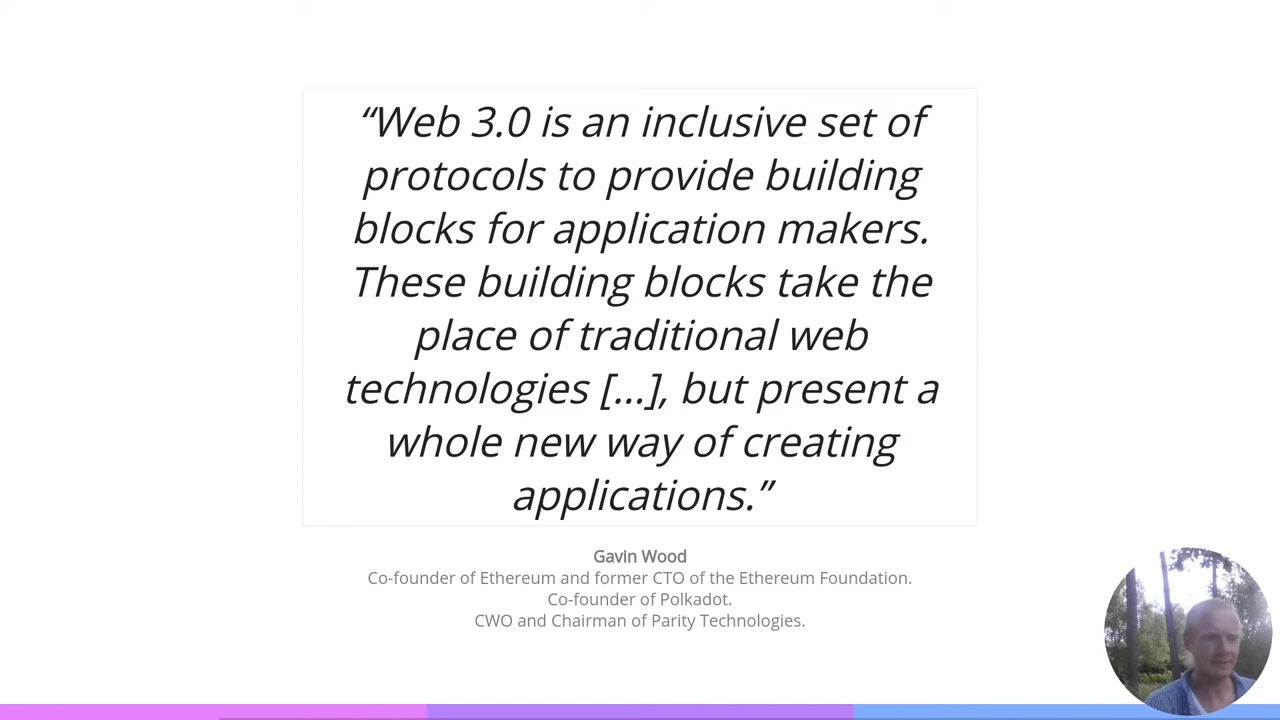 “Web 3.0 is an inclusive set of
protocols to provide building
blocks for application makers.
These building blocks take the
place of traditional web
technologies [...], but present a
whole new way of creating
applications.”
Gavin Wood
Co-founder of Ethereum and former CTO of the Ethereum Foundation.
Co-founder of Polkadot.
CWO and Chairman of Parity Technologies.